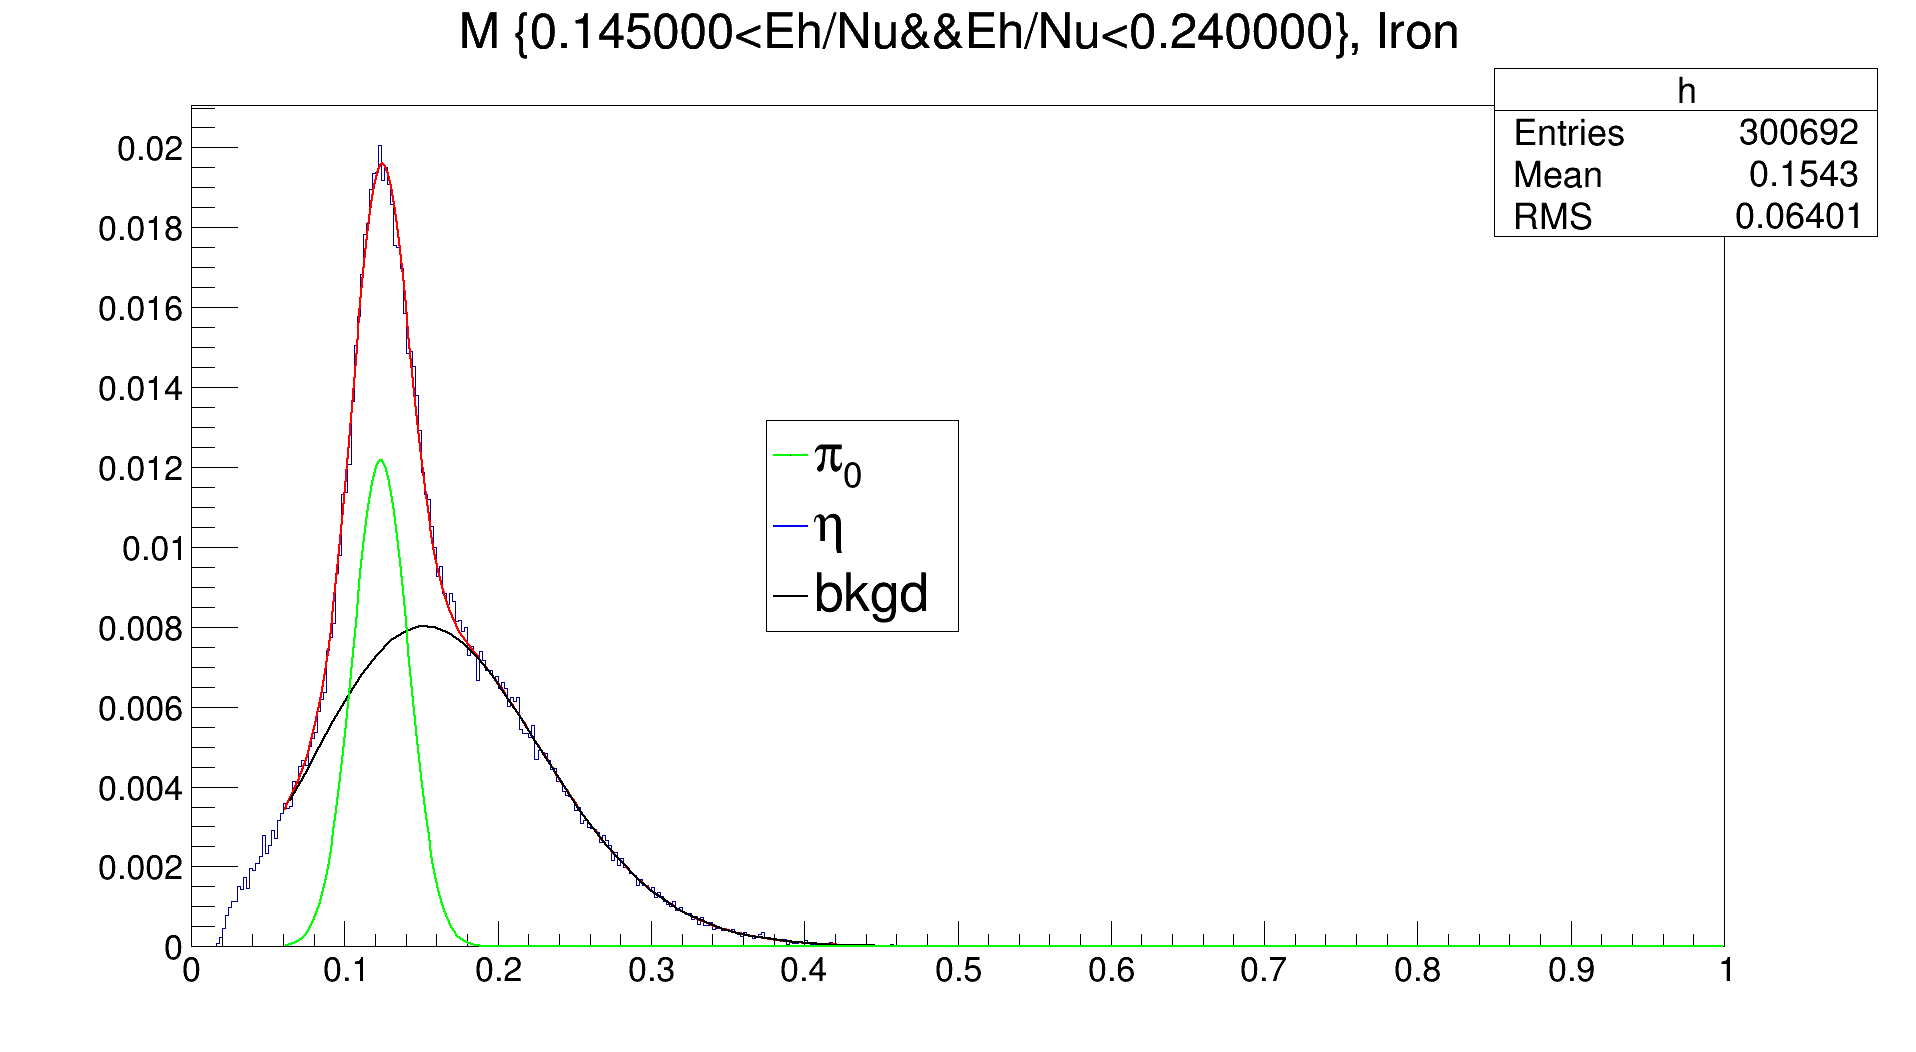 M {0.145000<Eh/Nu&&Eh/Nu<0.240000}, Iron
h
Entries 300692
Mean 0.1543
RMS 0.06401
0.02
0.018
0.016
0.014
0.012
0.01
0.008
0.006
0.004
0.002
0
π0
η
bkgd
0 0.1 0.2 0.3 0.4 0.5 0.6 0.7 0.8 0.9 1